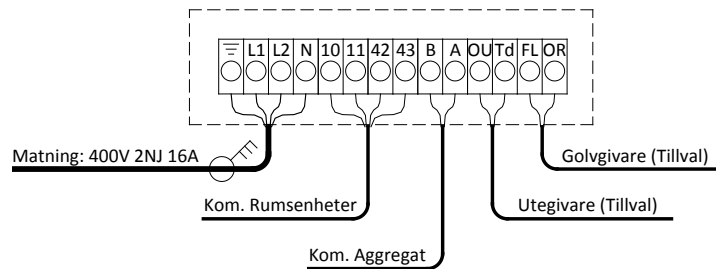 L1 L2 N 10 11 42 43 B A OU Td FL OR
Matning: 400V 2NJ 16A
Golvgivare (Tillval)
Kom. Rumsenheter
Utegivare (Tillval)
Kom. Aggregat